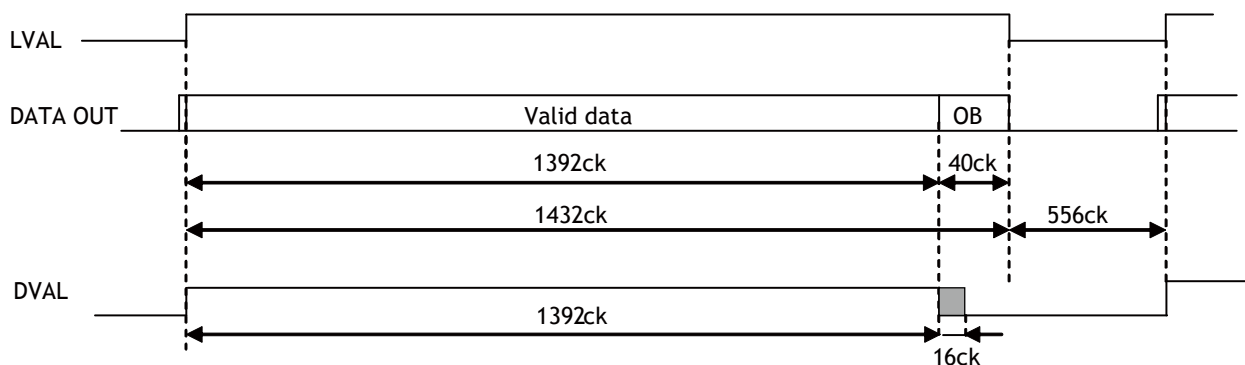 LVAL
DATA OUT
Valid data
OB
1392ck
40ck
1432ck
556ck
DVAL
1392ck
16ck